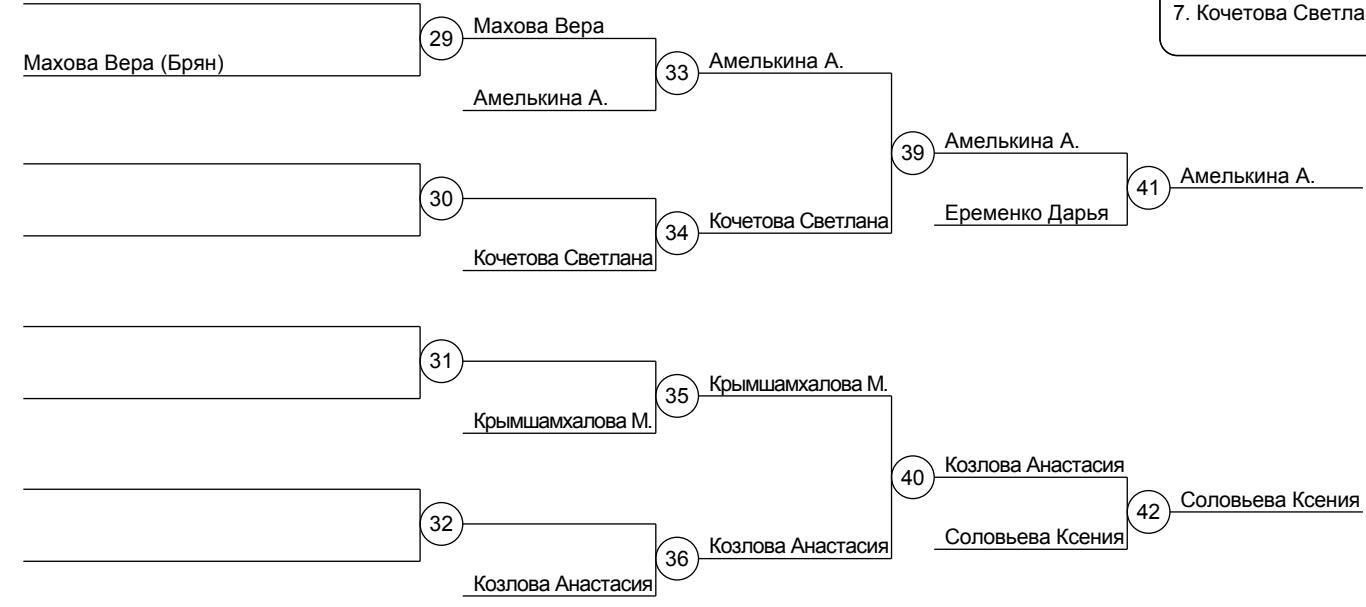 7. Кочетова Светла
29
Махова Вера
Махова Вера (Брян)
33
Амелькина А.
Амелькина А.
39
Амелькина А.
41
Амелькина А.
30
34
Кочетова Светлана
Еременко Дарья
Кочетова Светлана
31
35
Крымшамхалова М.
Крымшамхалова М.
40
Козлова Анастасия
42
Соловьева Ксения
32
36
Козлова Анастасия
Соловьева Ксения
Козлова Анастасия